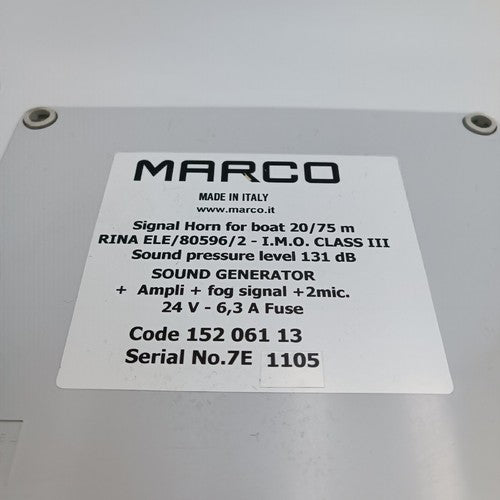 MARCO
MADE IN ITALY
www.marco.it
Signal Horn for boat 20/75 m
RINA ELE/80596/2 - I.M.O. CLASS III
Sound pressure level 131 dB
SOUND GENERATOR
+ Ampli + fog signal +2mic.
24 V - 6,3 A Fuse
Code 152 061 13
Serial No.7E 1105